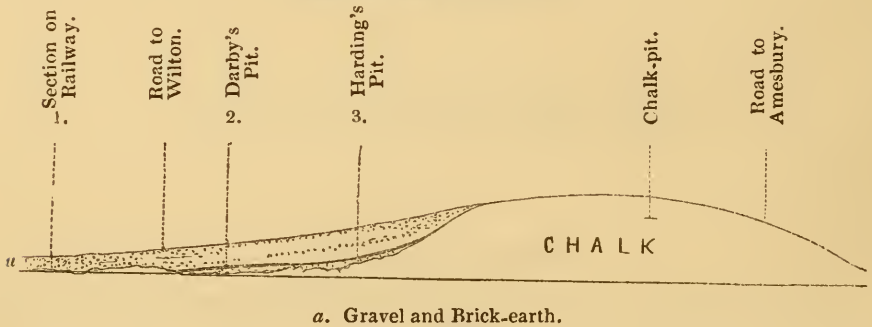 Section on
Railway.
1.
Road to
Wilton.
Darby's
Pit.
2.
Harding's
Pit.
3.
Chalk-pit.
Road to
Amesbury.
a
CHALK
a. Gravel and Brick-earth.